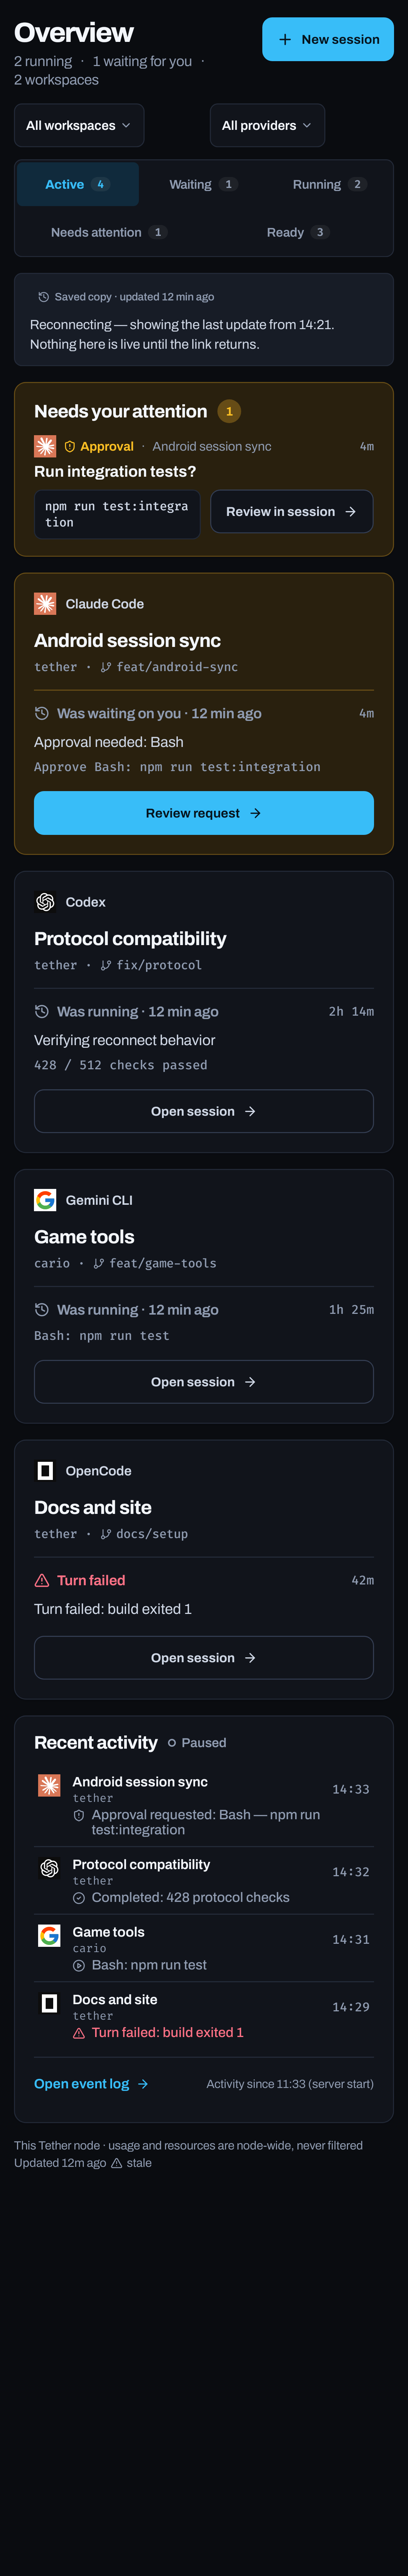 Overview
New session
2 running · 1 waiting for you ·
2 workspaces
All workspaces
All providers
Active 4
Waiting 1
Running 2
Needs attention 1
Ready 3
Saved copy · updated 12 min ago
Reconnecting — showing the last update from 14:21.
Nothing here is live until the link returns.
Needs your attention 1
Approval · Android session sync 4m
Run integration tests?
npm run test:integra
tion
Review in session
Claude Code
Android session sync
tether · feat/android-sync
Was waiting on you · 12 min ago 4m
Approval needed: Bash
Approve Bash: npm run test:integration
Review request
Codex
Protocol compatibility
tether · fix/protocol
Was running · 12 min ago 2h 14m
Verifying reconnect behavior
428 / 512 checks passed
Open session
Gemini CLI
Game tools
cario · feat/game-tools
Was running · 12 min ago 1h 25m
Bash: npm run test
Open session
OpenCode
Docs and site
tether · docs/setup
Turn failed 42m
Turn failed: build exited 1
Open session
Recent activity Paused
Android session sync 14:33
tether
Approval requested: Bash — npm run
test:integration
Protocol compatibility 14:32
tether
Completed: 428 protocol checks
Game tools 14:31
cario
Bash: npm run test
Docs and site 14:29
tether
Turn failed: build exited 1
Open event log
Activity since 11:33 (server start)
This Tether node · usage and resources are node-wide, never filtered
Updated 12m ago stale